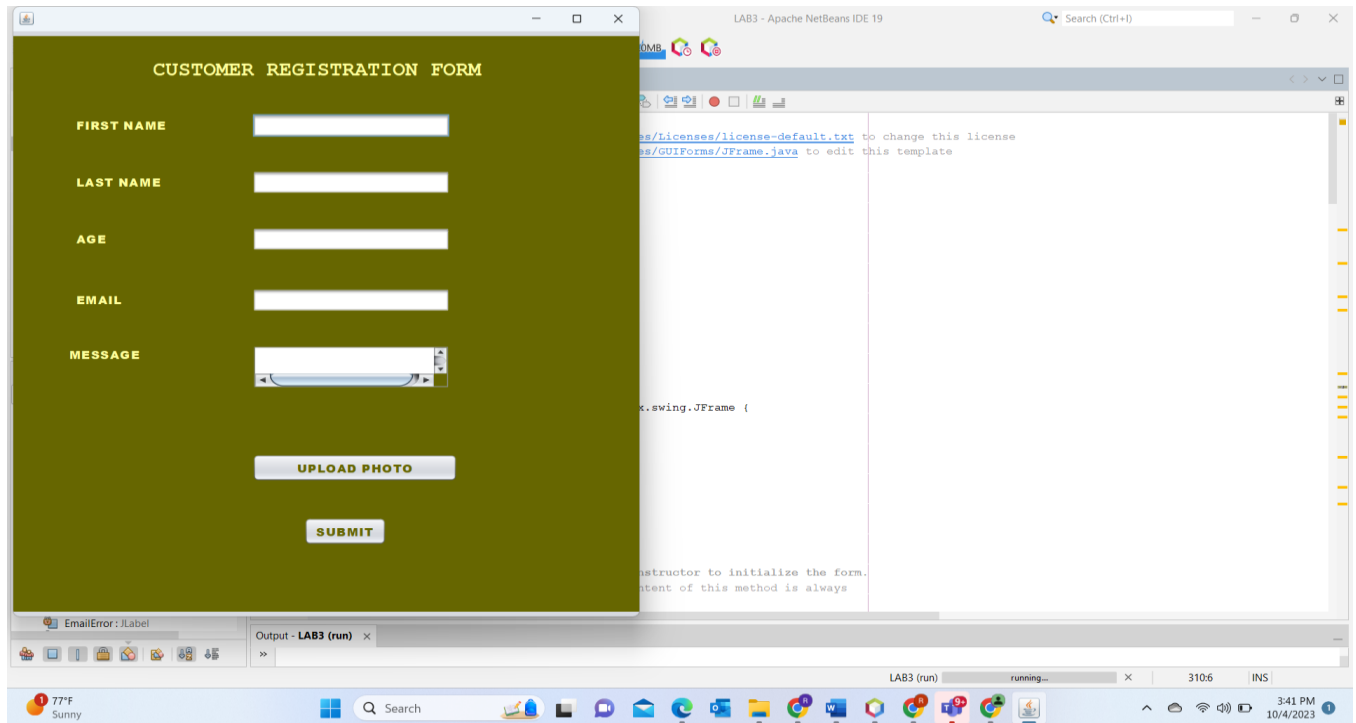 LAB3 - Apache NetBeans IDE 19
Search (Ctrl+I)
CUSTOMER REGISTRATION FORM
FIRST NAME
LAST NAME
AGE
EMAIL
MESSAGE
UPLOAD PHOTO
SUBMIT
es/Licenses/license-default.txt to change this license
es/GUIForms/JFrame.java to edit this template
x.swing.JFrame {
nstructor to initialize the form.
ntent of this method is always
EmailError : JLabel
Output - LAB3 (run)
LAB3 (run) running... 310:6 INS
1
77°F
Sunny
Search
9+
3:41 PM
10/4/2023
1